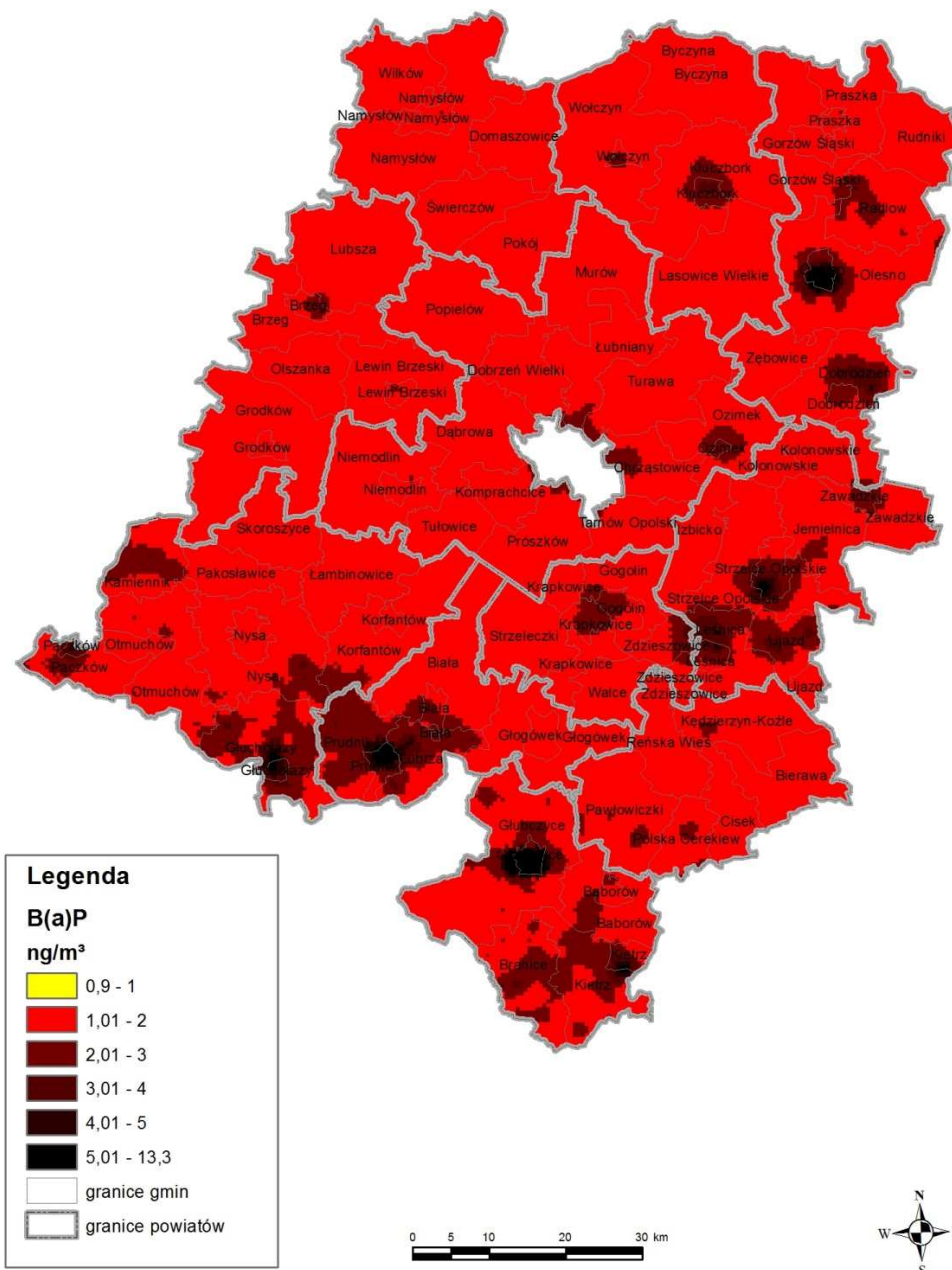 Byczyna
Wilków
Byczyna
Namysłów
Praszka
Wołczyn
Namysłów
Namysłów
Praszka
Rudniki
Domaszowice
Gorzów Śląski
Namysłów
Wołczyn
Kluczbork
Gorzów Śląski
Kluczbork
Radłów
Świerczów
Pokój
Lubsza
Murów
Lasowice Wielkie
Olesno
Brzeg
Popielów
Brzeg
Łubniany
Zębowice
Olszanka
Lewin Brzeski
Dobrzeń Wielki
Dobrodzień
Turawa
Lewin Brzeski
Dobrodzień
Grodków
Ozimek
Dąbrowa
Grodków
Ozimek
Kolonowskie
Niemodlin
Chrząstowice
Kolonowskie
Niemodlin
Komprachcice
Zawadzkie
Zawadzkie
Skoroszyce
Tułowice
Tarnów Opolski
Izbicko
Jemielnica
Prószków
Kamiennik
Pakosławice
Łambinowice
Gogolin
Strzelce Opolskie
Krapkowice
Strzelce Opolskie
Gogolin
Korfantów
Krapkowice
Leśnica
Paczków
Otmuchów
Nysa
Strzeleczki
Zdzieszowice
Ujazd
Korfantów
Leśnica
Paczków
Biała
Krapkowice
Nysa
Zdzieszowice
Otmuchów
Walce
Zdzieszowice
Ujazd
Biała
Kędzierzyn-Koźle
Biała
Głogówek
Głogówek
Prudnik
Reńska Wieś
Głuchołazy
Lubrza
Głuchołazy
Bierawa
Pawłowiczki
Głubczyce
Cisek
Polska Cerekiew
Baborów
Baborów
Kietrz
Branice
Kietrz
Legenda
B(a)P
ng/m³
0,9 - 1
1,01 - 2
2,01 - 3
3,01 - 4
4,01 - 5
5,01 - 13,3
granice gmin
granice powiatów
0 5 10 20 30 km
N
W E
S